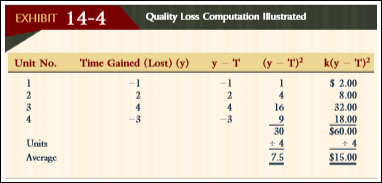 EXHIBIT 14-4 Quality Loss Computation Illustrated
Unit No. Time Gained (Lost) (y) y – T (y – T)² k(y – T)²
1 –1 –1 1 $ 2.00
2 2 2 4 8.00
3 4 4 16 32.00
4 –3 –3 9 18.00
30 $60.00
Units ÷ 4 ÷ 4
Average 7.5 $15.00